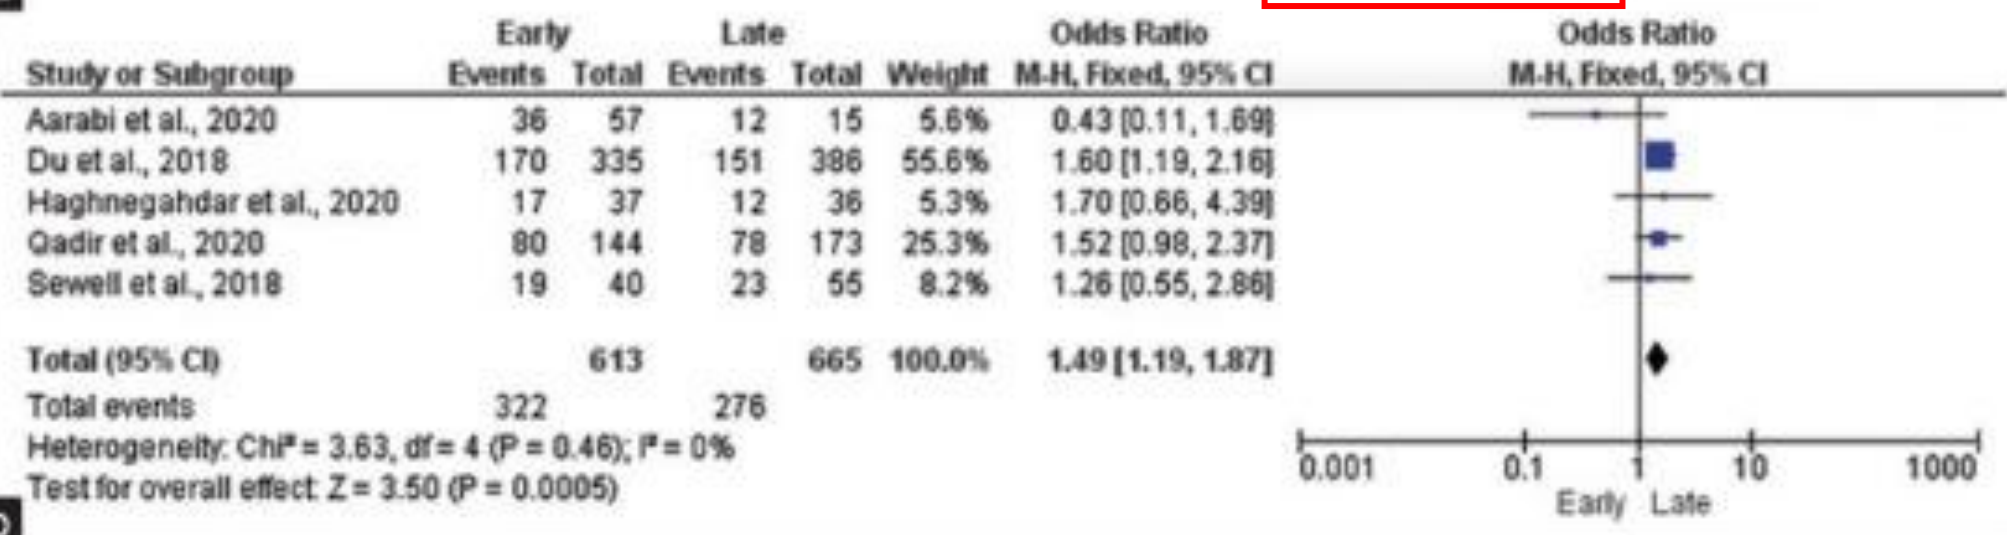 Early Late Odds Ratio Odds Ratio
Study or Subgroup Events Total Events Total Weight M-H, Fixed, 95% CI M-H, Fixed, 95% CI
Aarabi et al., 2020 36 57 12 15 5.6% 0.43 [0.11, 1.69]
Du et al., 2018 170 335 151 386 55.6% 1.60 [1.19, 2.16]
Haghnegahdar et al., 2020 17 37 12 36 5.3% 1.70 [0.66, 4.39]
Qadir et al., 2020 80 144 78 173 25.3% 1.52 [0.98, 2.37]
Sewell et al., 2018 19 40 23 55 8.2% 1.26 [0.55, 2.86]
Total (95% CI) 613 665 100.0% 1.49 [1.19, 1.87]
Total events 322 276
Heterogeneity: Chi² = 3.63, df = 4 (P = 0.46); I² = 0%
Test for overall effect: Z = 3.50 (P = 0.0005)
0.001 0.1 1 10 1000
Early Late